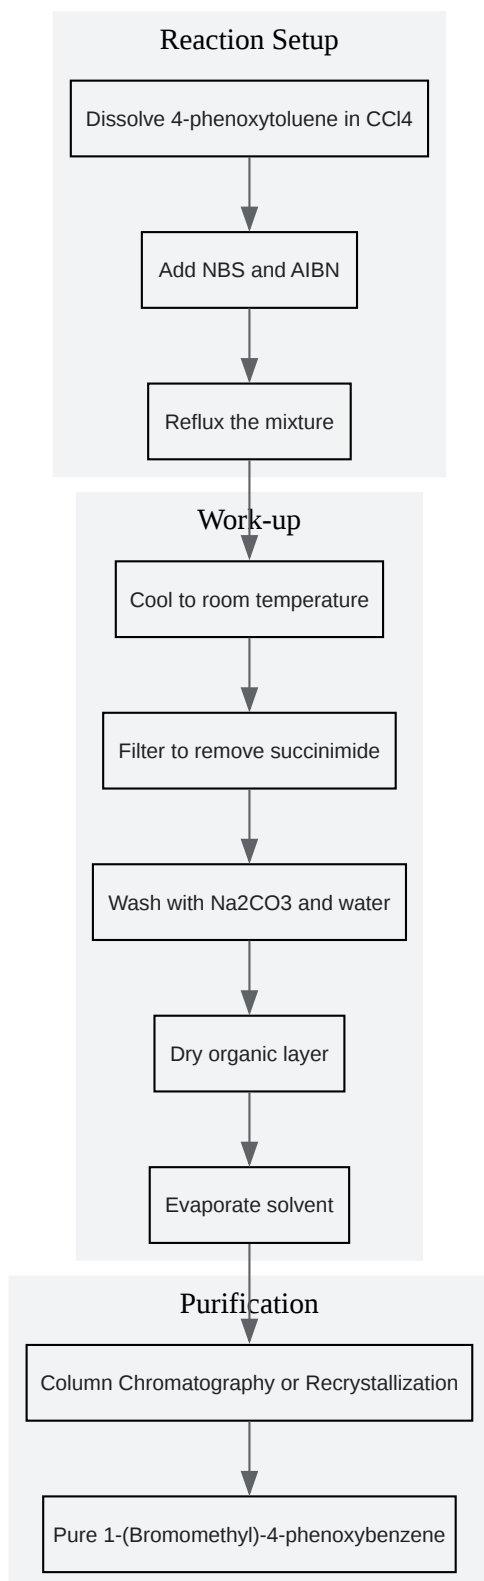 Reaction Setup
Dissolve 4-phenoxytoluene in CCl4
Add NBS and AIBN
Reflux the mixture
Work-up
Cool to room temperature
Filter to remove succinimide
Wash with Na2CO3 and water
Dry organic layer
Evaporate solvent
Purification
Column Chromatography or Recrystallization
Pure 1-(Bromomethyl)-4-phenoxybenzene